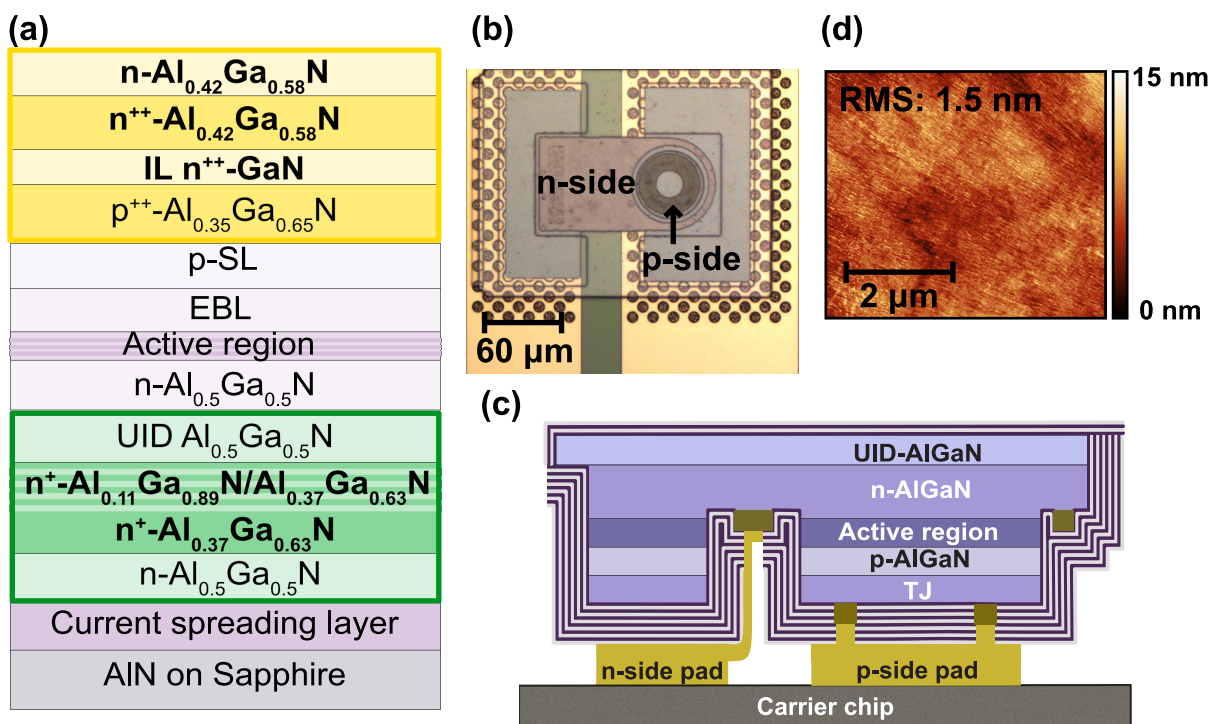 (a)
n-Al0.42Ga0.58N
n++-Al0.42Ga0.58N
IL n++-GaN
p++-Al0.35Ga0.65N
p-SL
EBL
Active region
n-Al0.5Ga0.5N
UID Al0.5Ga0.5N
n+-Al0.11Ga0.89N/Al0.37Ga0.63N
n+-Al0.37Ga0.63N
n-Al0.5Ga0.5N
Current spreading layer
AlN on Sapphire
(b)
n-side
p-side
60 µm
(d)
RMS: 1.5 nm
2 µm
15 nm
0 nm
(c)
UID-AlGaN
n-AlGaN
Active region
p-AlGaN
TJ
n-side pad
p-side pad
Carrier chip